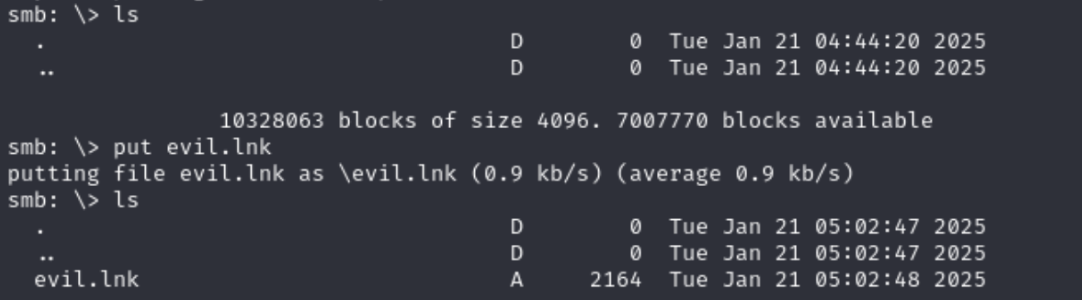 smb: \> ls
. D 0 Tue Jan 21 04:44:20 2025
.. D 0 Tue Jan 21 04:44:20 2025
10328063 blocks of size 4096. 7007770 blocks available
smb: \> put evil.lnk
putting file evil.lnk as \evil.lnk (0.9 kb/s) (average 0.9 kb/s)
smb: \> ls
. D 0 Tue Jan 21 05:02:47 2025
.. D 0 Tue Jan 21 05:02:47 2025
evil.lnk A 2164 Tue Jan 21 05:02:48 2025